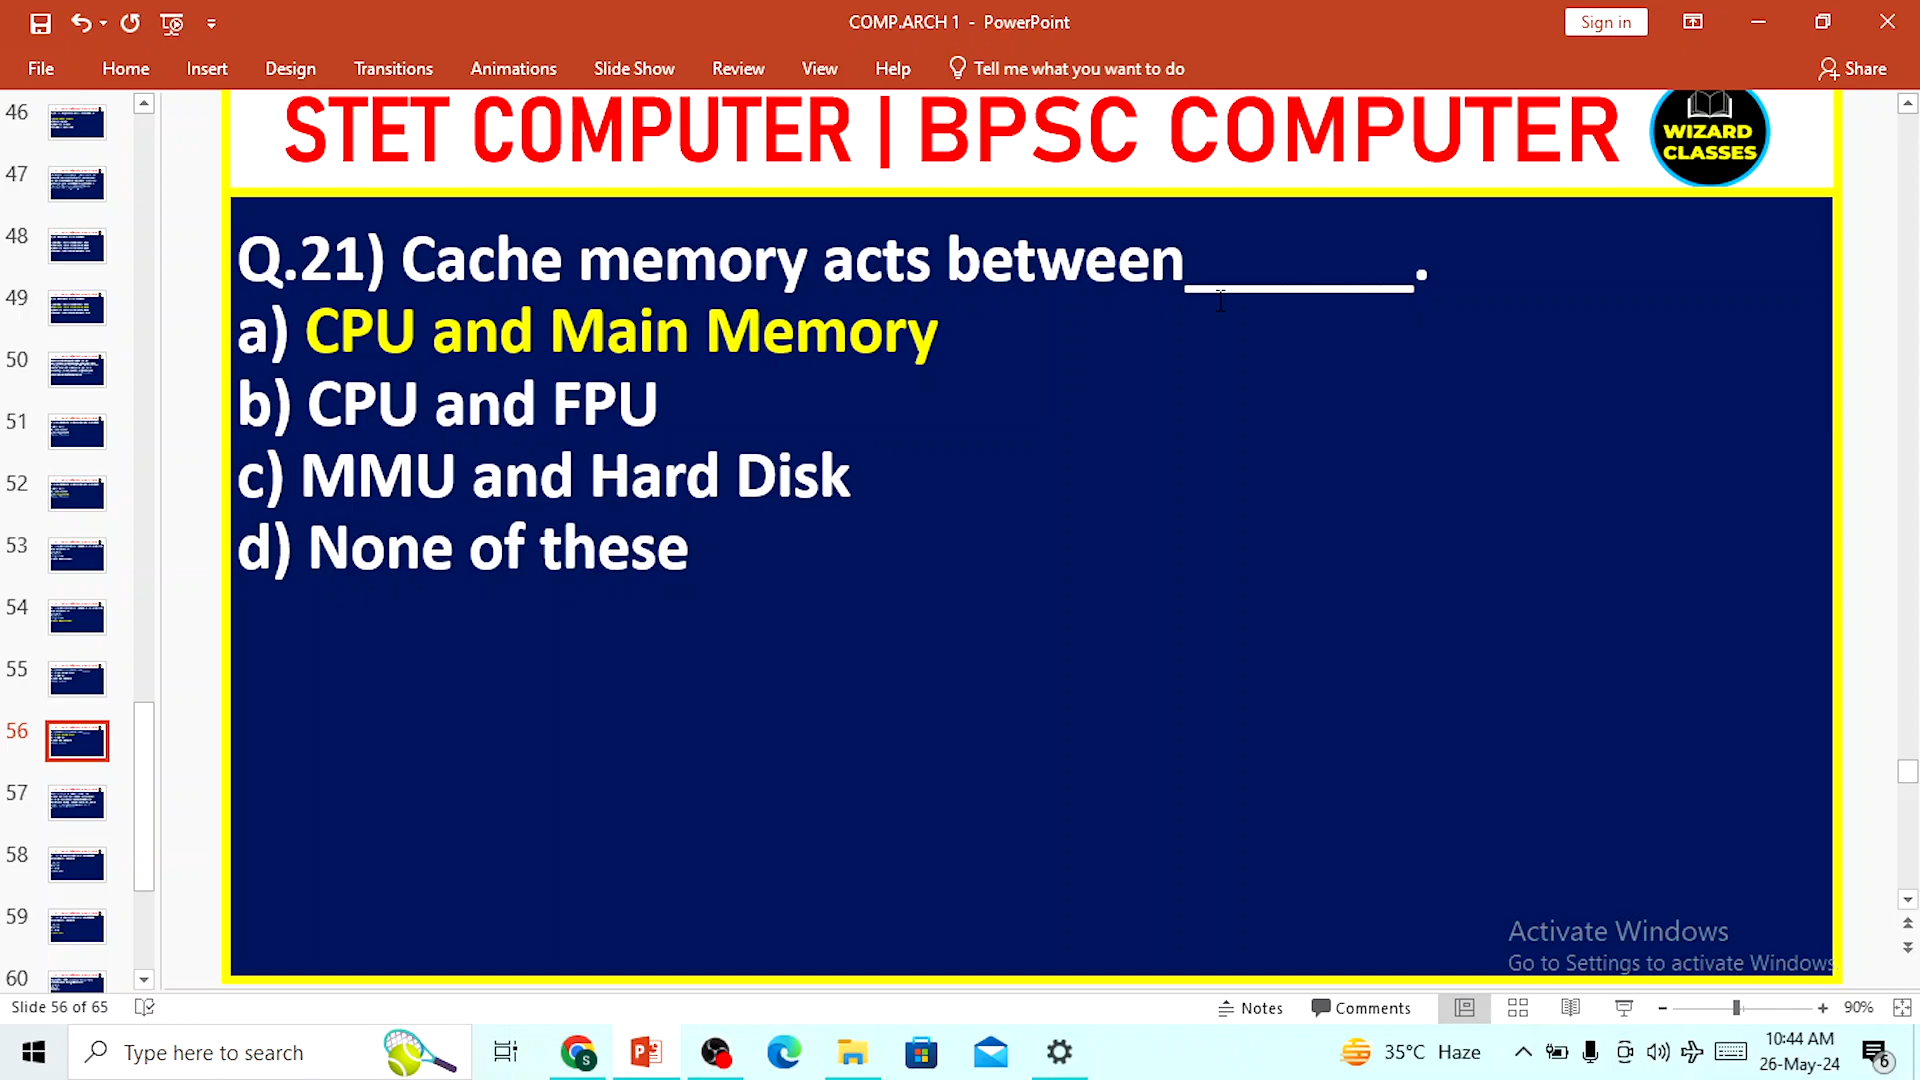 COMP.ARCH 1 - PowerPoint
Sign in
File Home Insert Design Transitions Animations Slide Show Review View Help Tell me what you want to do Share
STET COMPUTER | BPSC COMPUTER
WIZARD
CLASSES
46
47
48
49
50
51
52
53
54
55
56
57
58
59
60
Q.21) Cache memory acts between_______.
a) CPU and Main Memory
b) CPU and FPU
c) MMU and Hard Disk
d) None of these
Activate Windows
Go to Settings to activate Windows.
Slide 56 of 65
Notes Comments 90%
Type here to search
35°C Haze
10:44 AM
26-May-24
6